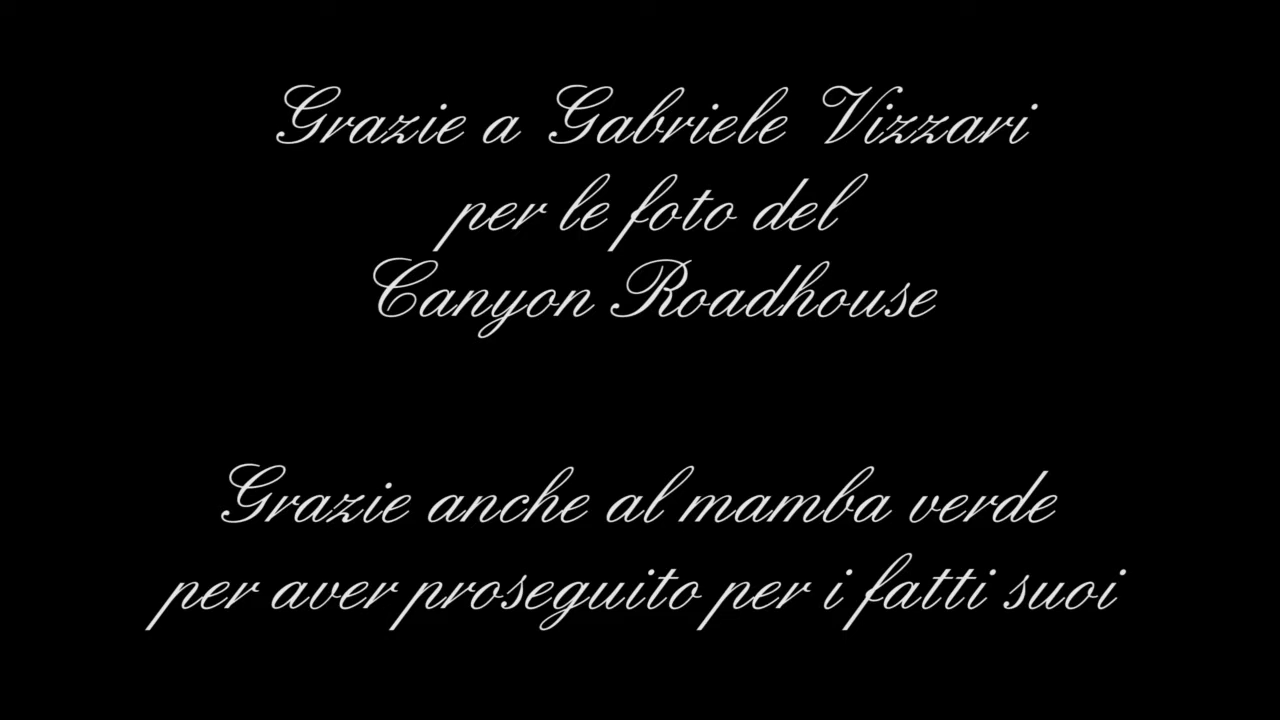 Grazie a Gabriele Vizzari
per le foto del
Canyon Roadhouse
Grazie anche al mamba verde
per aver proseguito per i fatti suoi